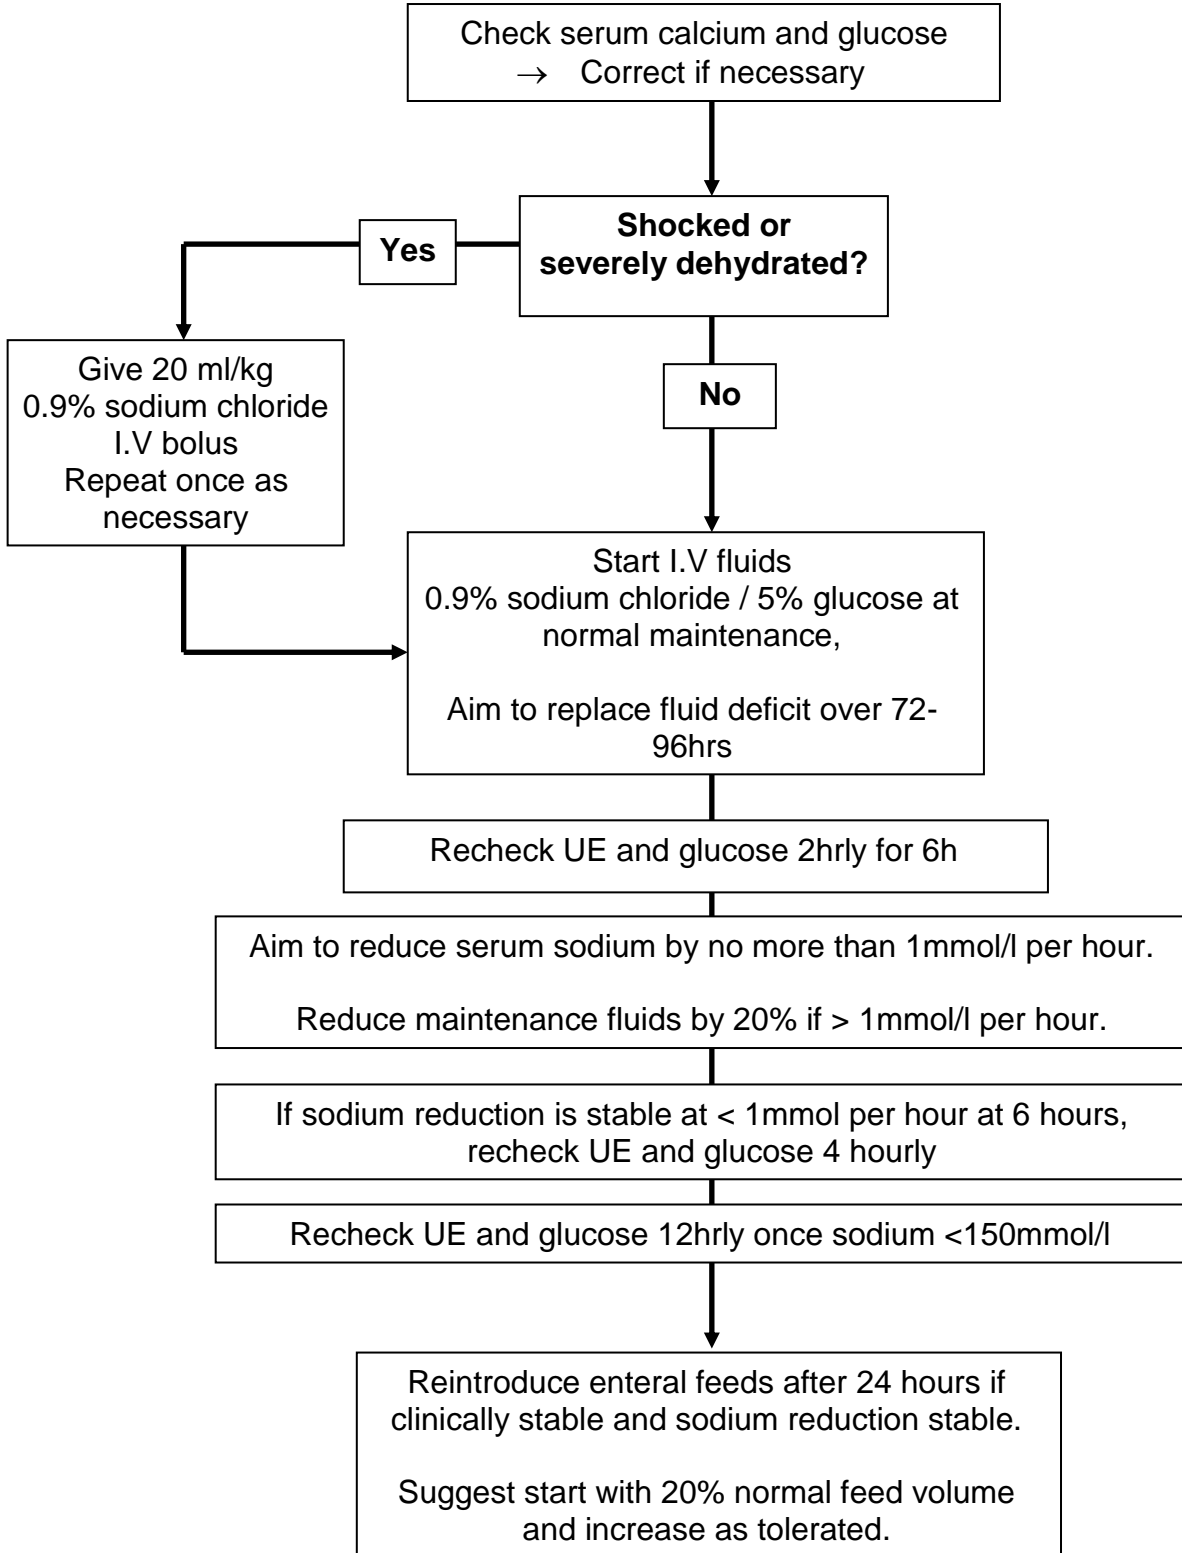 Check serum calcium and glucose
→ Correct if necessary
Shocked or
severely dehydrated?
Yes
No
Give 20 ml/kg
0.9% sodium chloride
I.V bolus
Repeat once as
necessary
Start I.V fluids
0.9% sodium chloride / 5% glucose at
normal maintenance,
Aim to replace fluid deficit over 72-
96hrs
Recheck UE and glucose 2hrly for 6h
Aim to reduce serum sodium by no more than 1mmol/l per hour.
Reduce maintenance fluids by 20% if > 1mmol/l per hour.
If sodium reduction is stable at < 1mmol per hour at 6 hours,
recheck UE and glucose 4 hourly
Recheck UE and glucose 12hrly once sodium <150mmol/l
Reintroduce enteral feeds after 24 hours if
clinically stable and sodium reduction stable.
Suggest start with 20% normal feed volume
and increase as tolerated.